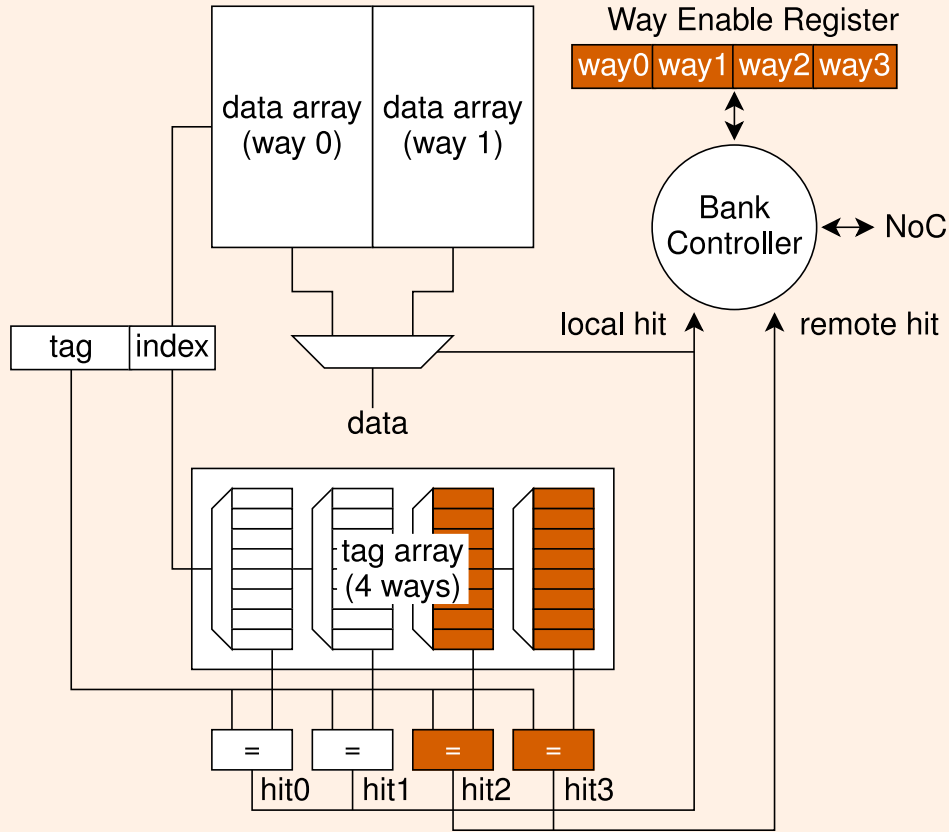 Way Enable Register
way0 way1 way2 way3
data array
(way 0)
data array
(way 1)
Bank
Controller
NoC
local hit
remote hit
tag
index
data
tag array
(4 ways)
= = = =
hit0 hit1 hit2 hit3